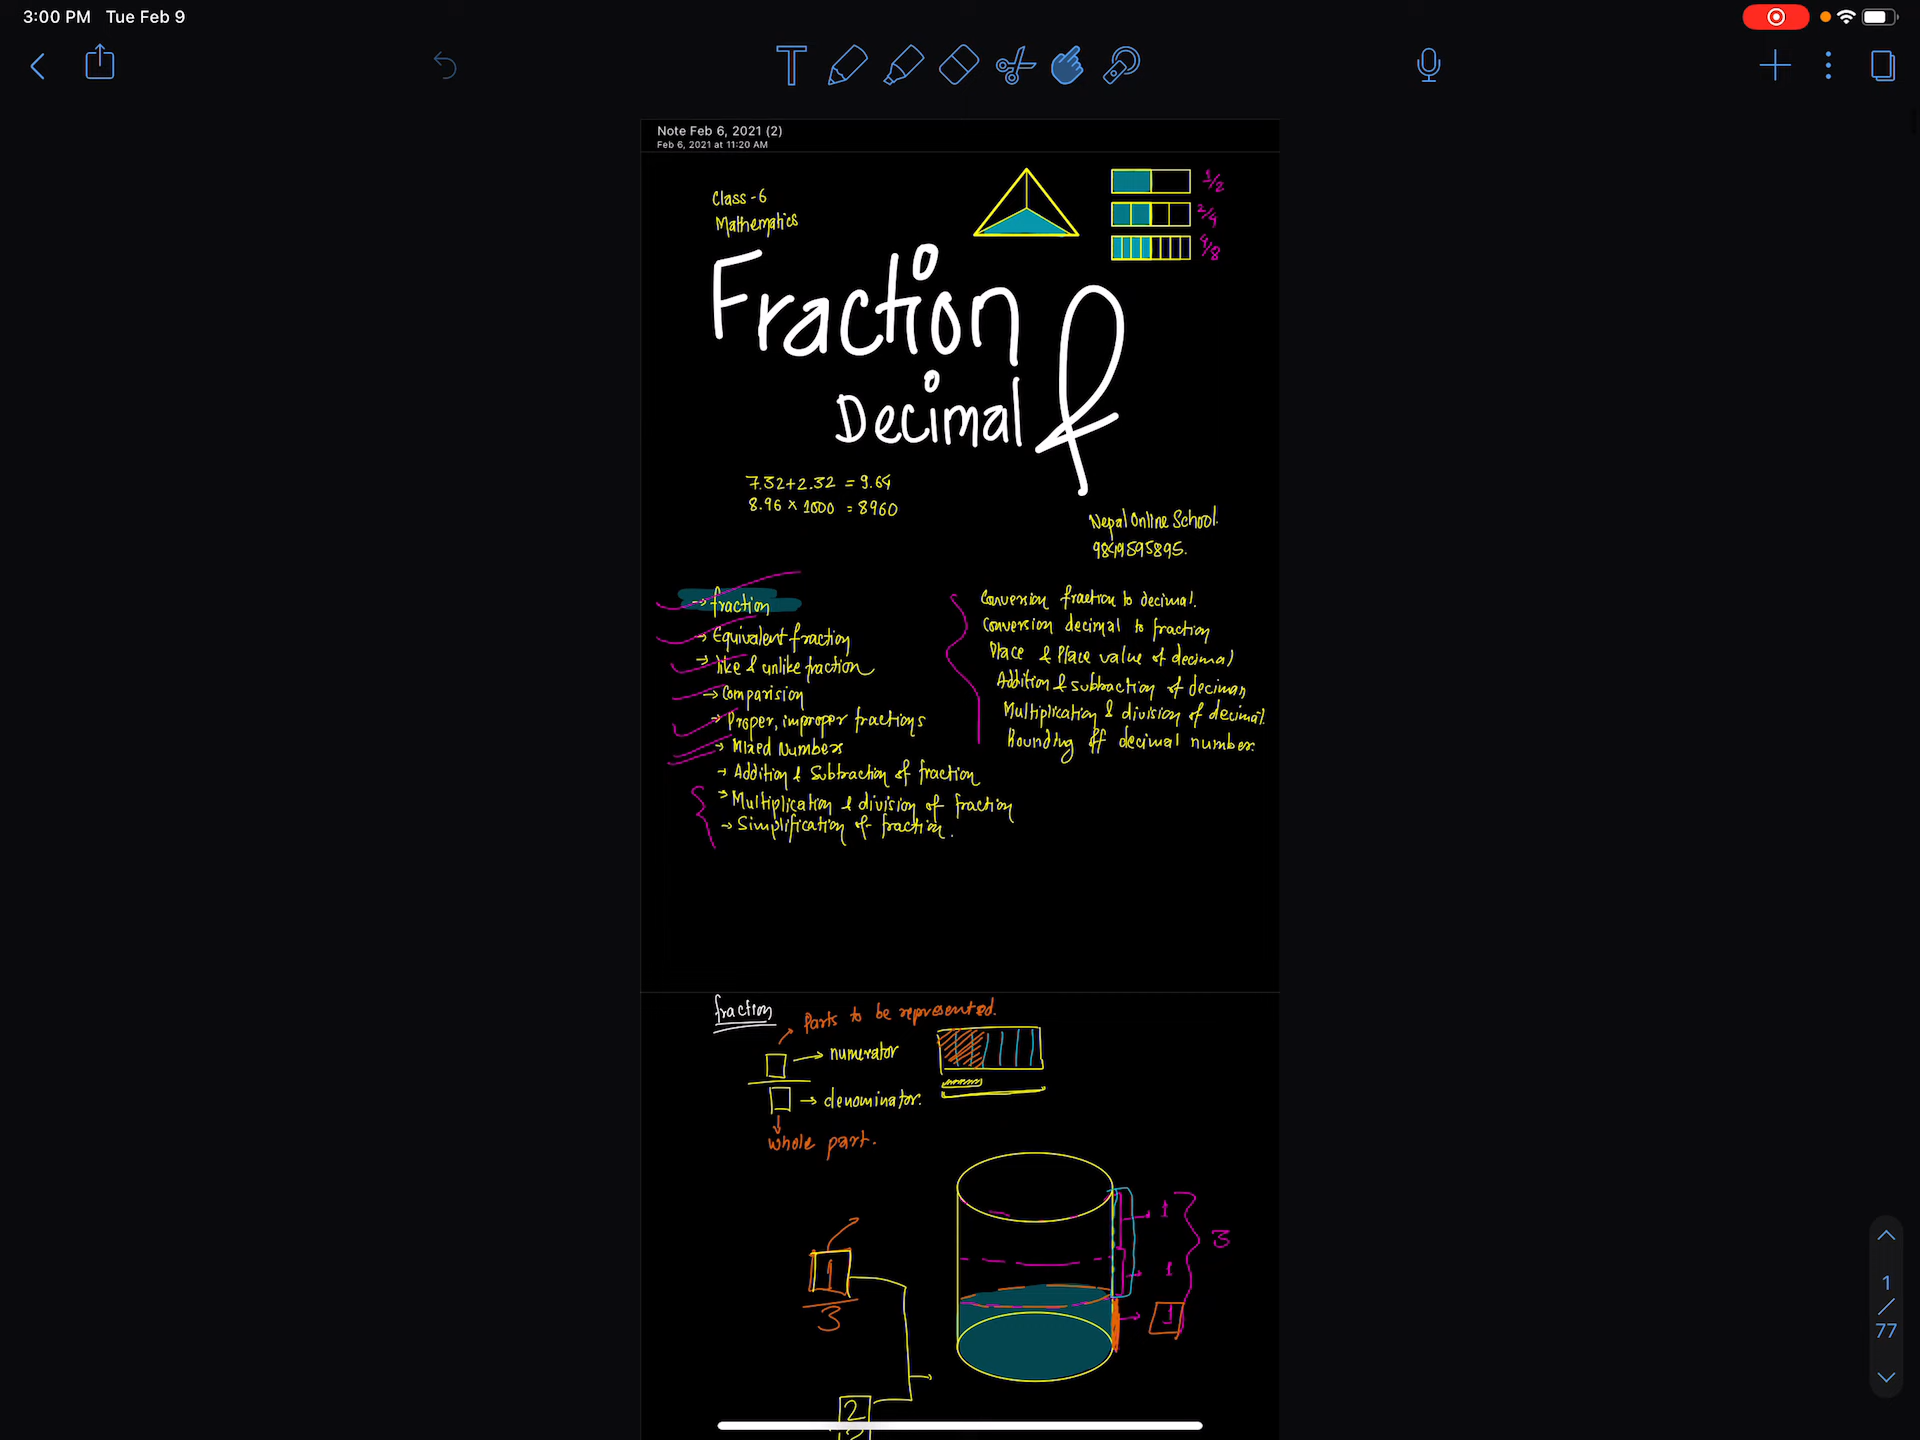 3:00 PM Tue Feb 9
Note Feb 6, 2021 (2)
Feb 6, 2021 at 11:20 AM
Class-6
Mathematics
1/2
2/4
4/8
Fraction &
Decimal
7.32+2.32 = 9.64
8.96 × 1000 = 8960
Nepal Online School.
9849595895.
→ fraction
→ Equivalent fraction
→ like & unlike fraction
→ Comparision
→ Proper, improper fractions
→ Mixed Numbers
→ Addition & Subtraction of fraction
→ Multiplication & division of fraction
→ Simplification of fraction.
Conversion fraction to decimal.
Conversion decimal to fraction
Place & Place value of decimal
Addition & subtraction of decimal
Multiplication & division of decimal.
Rounding off decimal number.
fraction
Parts to be represented.
→ numerator
→ denominator.
whole part.
1
3
1
1
1
3
2
1
/
77